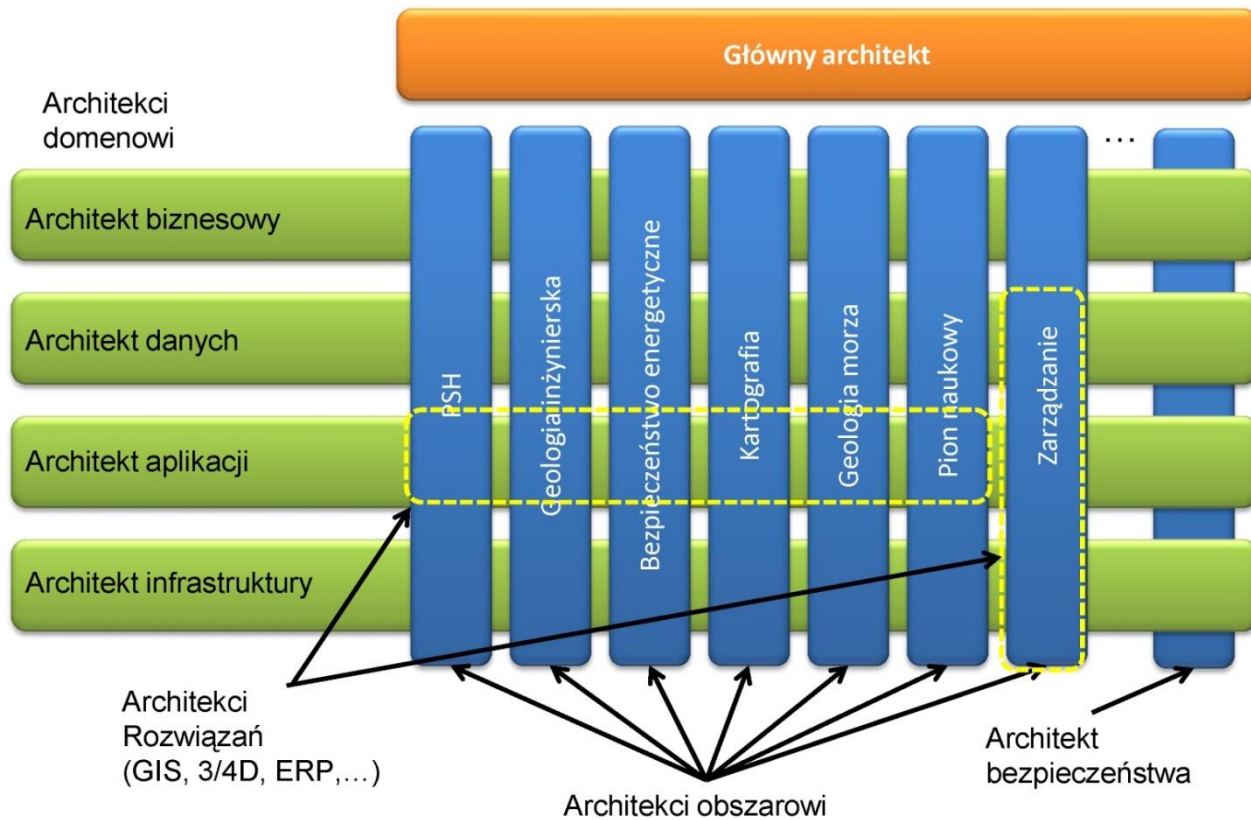 Główny architekt
Architekci
domenowi
...
Architekt biznesowy
Architekt danych
Architekt aplikacji
Architekt infrastruktury
PSH
Geologia inżynierska
Bezpieczeństwo energetyczne
Kartografia
Geologia morza
Pion naukowy
Zarządzanie
Architekci
Rozwiązań
(GIS, 3/4D, ERP,...)
Architekci obszarowi
Architekt
bezpieczeństwa